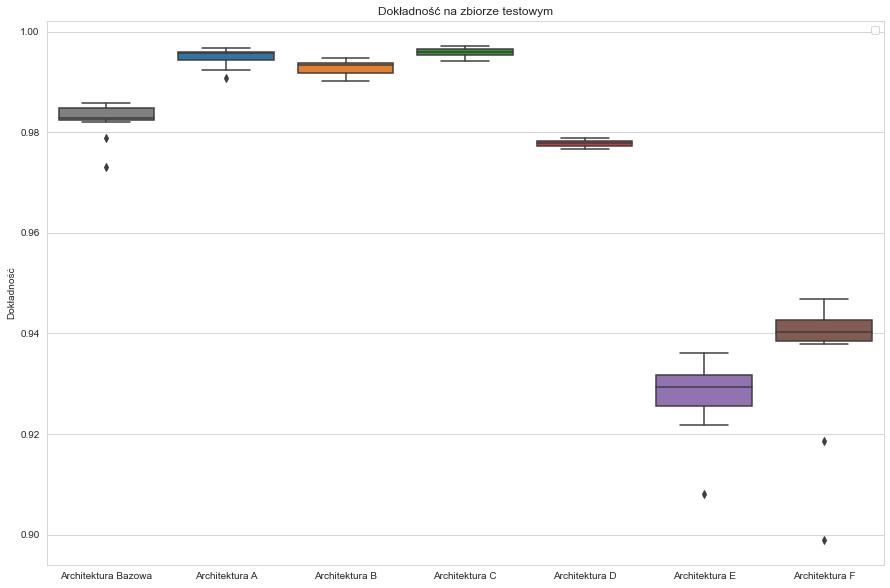 Dokładność na zbiorze testowym
1.00
0.98
0.96
0.94
0.92
0.90
Dokładność
Architektura Bazowa Architektura A Architektura B Architektura C Architektura D Architektura E Architektura F